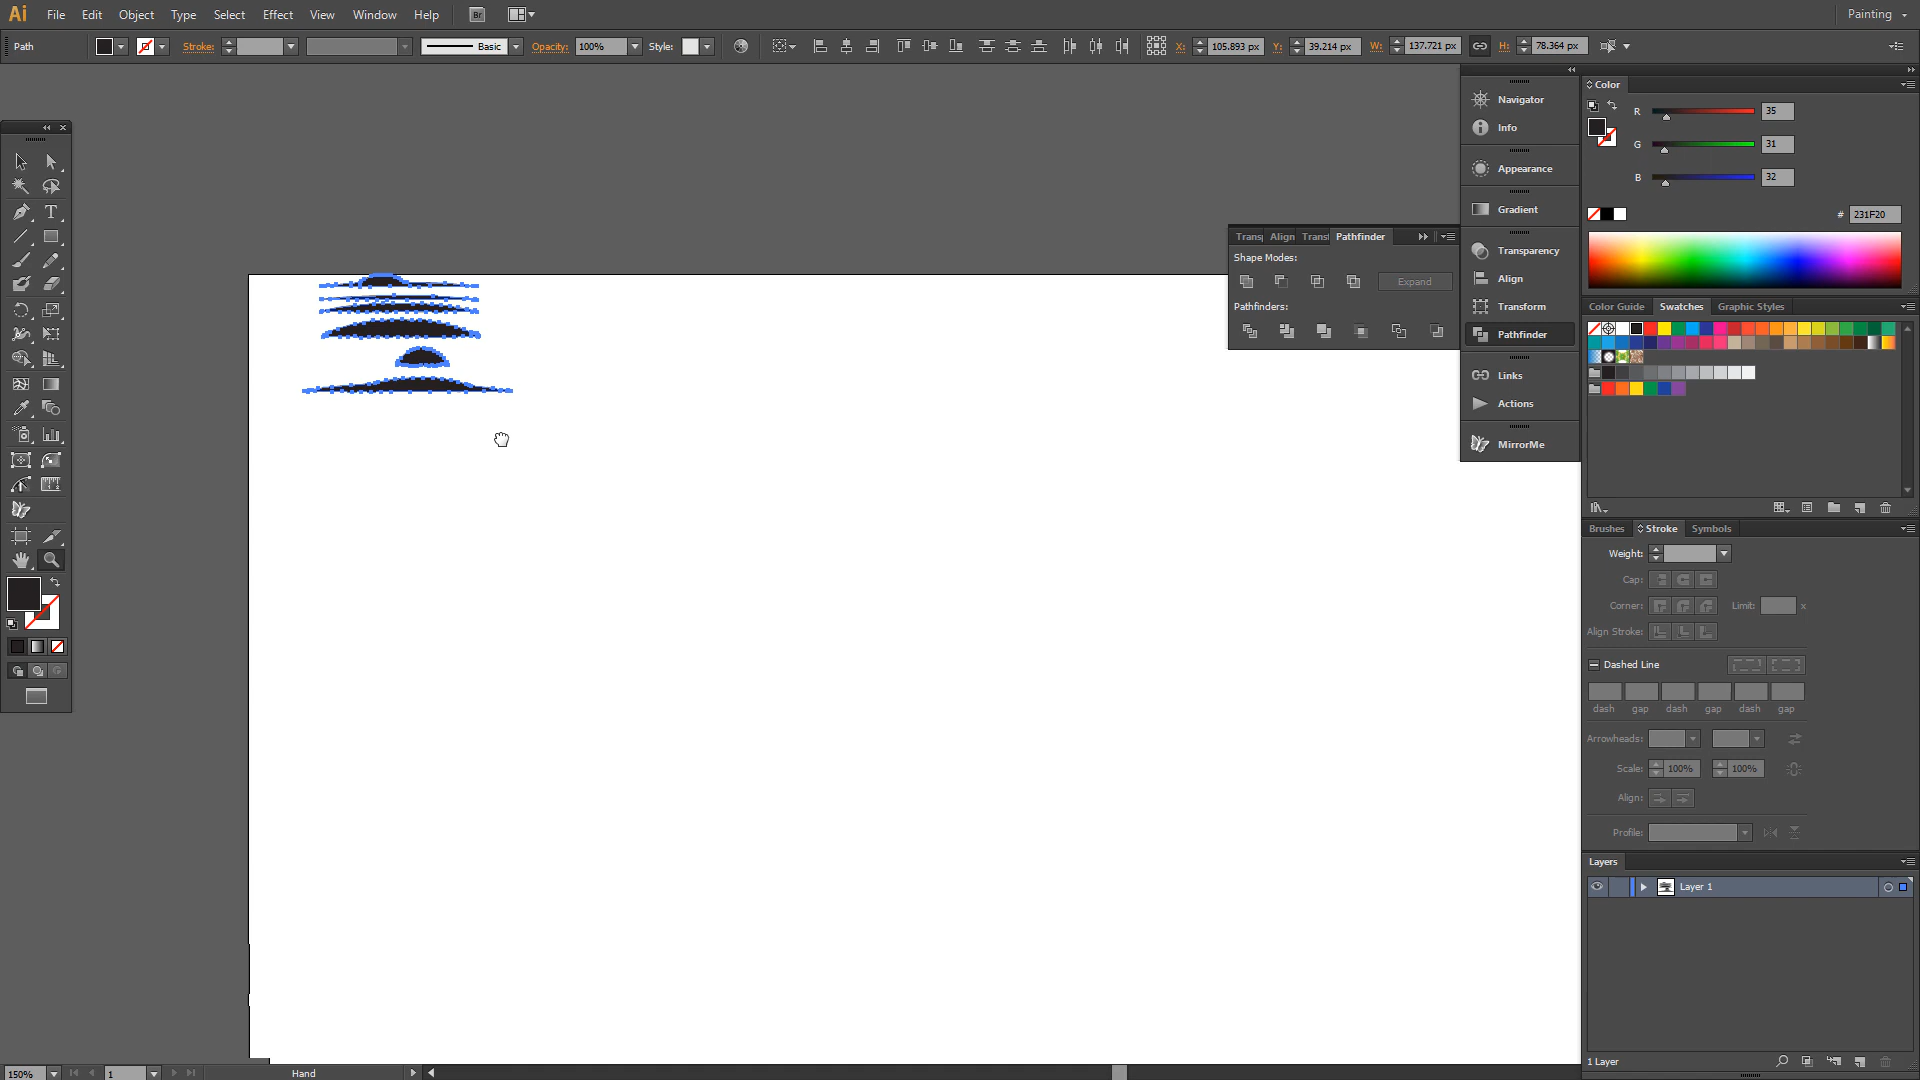 Ai File Edit Object Type Select Effect View Window Help Br Painting
Path Stroke: Basic Opacity: 100% Style: X: 105.893 px Y: 39.214 px W: 137.721 px H: 78.364 px
Navigator
Info
Appearance
Gradient
Transparency
Align
Transform
Pathfinder
Links
Actions
MirrorMe
Trans Align Transf Pathfinder
Shape Modes:
Expand
Pathfinders:
Color
R 35
G 31
B 32
# 231F20
Color Guide Swatches Graphic Styles
Brushes Stroke Symbols
Weight:
Cap:
Corner: Limit: x
Align Stroke:
Dashed Line
dash gap dash gap dash gap
Arrowheads:
Scale: 100% 100%
Align:
Profile:
Layers
Layer 1
1 Layer
T
150% 1 Hand